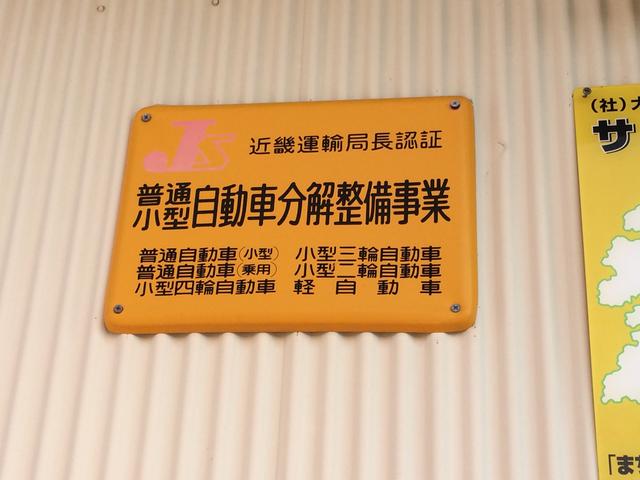 JS 近畿運輸局長認証
普通
小型
自動車分解整備事業
普通自動車(小型) 小型三輪自動車
普通自動車(乗用) 小型二輪自動車
小型四輪自動車 軽自動車
(社)
サ
「ま